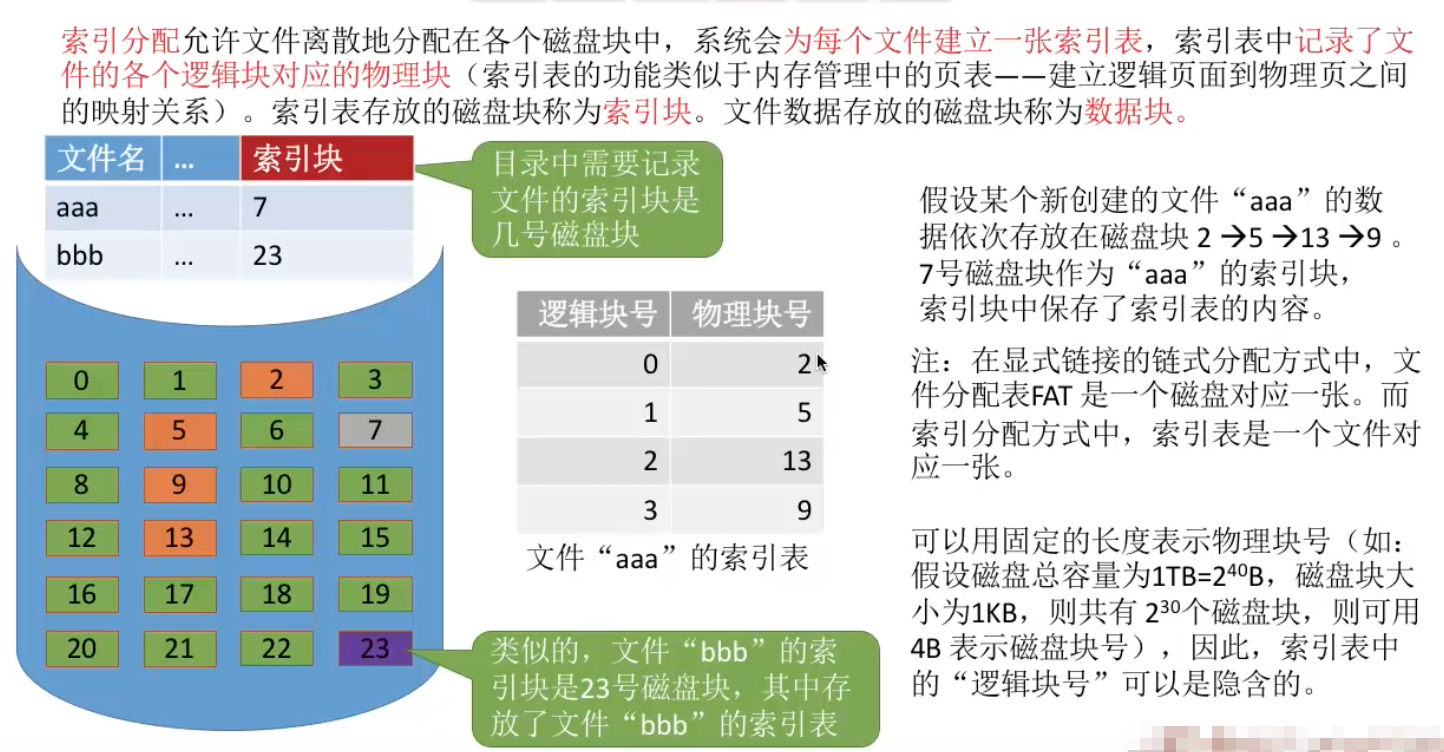 索引分配允许文件离散地分配在各个磁盘块中，系统会为每个文件建立一张索引表，索引表中记录了文
件的各个逻辑块对应的物理块（索引表的功能类似于内存管理中的页表——建立逻辑页面到物理页之间
的映射关系）。索引表存放的磁盘块称为索引块。文件数据存放的磁盘块称为数据块。
文件名 ... 索引块
aaa ... 7
bbb ... 23
目录中需要记录
文件的索引块是
几号磁盘块
0 1 2 3
4 5 6 7
8 9 10 11
12 13 14 15
16 17 18 19
20 21 22 23
逻辑块号 物理块号
0 2
1 5
2 13
3 9
文件“aaa”的索引表
类似的，文件“bbb”的索
引块是23号磁盘块，其中存
放了文件“bbb”的索引表
假设某个新创建的文件“aaa”的数
据依次存放在磁盘块 2 →5 →13 →9 。
7号磁盘块作为“aaa”的索引块，
索引块中保存了索引表的内容。
注：在显式链接的链式分配方式中，文
件分配表FAT 是一个磁盘对应一张。而
索引分配方式中，索引表是一个文件对
应一张。
可以用固定的长度表示物理块号（如：
假设磁盘总容量为1TB=2⁴⁰B，磁盘块大
小为1KB，则共有 2³⁰个磁盘块，则可用
4B 表示磁盘块号），因此，索引表中
的“逻辑块号”可以是隐含的。